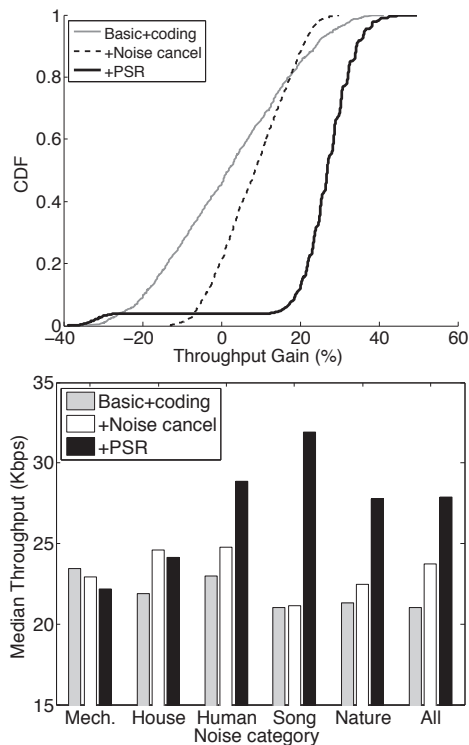 1
0.8
0.6
0.4
0.2
0
CDF
Basic+coding
+Noise cancel
+PSR
-40 -20 0 20 40 60
Throughput Gain (%)
35
30
25
20
15
Median Throughput (Kbps)
Basic+coding
+Noise cancel
+PSR
Mech. House Human Song Nature All
Noise category